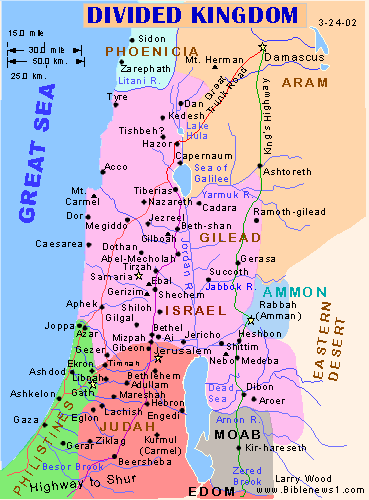 DIVIDED KINGDOM
3-24-02
15.0 mile
30.0 mile
50.0 km.
25.0 km.
Sidon
PHOENICIA
Zarephath
Litani R.
Mt. Herman
Damascus
Great
Trunk Road
ARAM
Tyre
Dan
Kedesh
King's Highway
Tishbeh?
Lake
Hula
Hazor
GREAT SEA
Capernaum
Acco
Sea of
Galilee
Ashtoreth
Mt.
Carmel
Tiberias
Nazareth
Yarmuk R.
Cadara
Dor
Megiddo
Jezreel
Ramoth-gilead
Gilboah
Beth-shan
Caesarea
GILEAD
Dothan
Abel-Mecholah
Jordan R.
Tirzah
Gerasa
Samaria
Succoth
Ebal
Gerizim
Shechem
Jabbok R.
AMMON
Aphek
Shiloh
ISRAEL
Rabbah
(Amman)
Joppa
Gilgal
Azar
Bethel
Mizpah
Ai
Jericho
Heshbon
Gezer
Gibeon
Jerusalem
Shittim
EASTERN
DESERT
Ekron
Timnah
Nebo
Medeba
Ashdod
Libnah
Bethlehem
Gath
Adullam
Dead
Sea
Dibon
Ashkelon
Mareshah
Lachish
Hebron
Aroer
Eglon
Engedi
Arnon R.
Gaza
JUDAH
PHILISTINES
Gerar
Ziklag
Kumul
(Carmel)
MOAB
Kir-hareseth
Besor Brook
Beersheba
Zered
Brook
Highway to Shur
Larry Wood
EDOM
www.Biblenews1.com